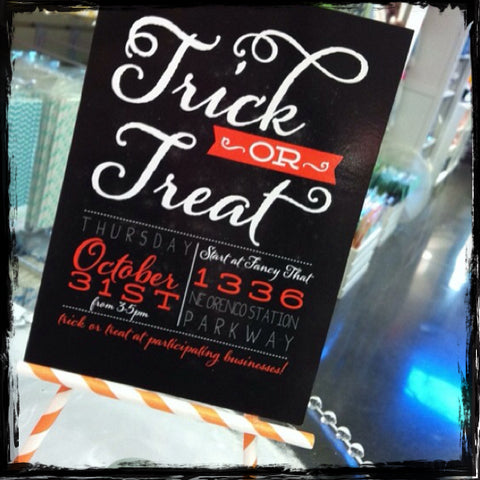 Trick
OR
Treat
THURSDAY
October
31ST
from 3-5pm
Start at Fancy That
1336
NE ORENCO STATION
PARKWAY
trick or treat at participating businesses!